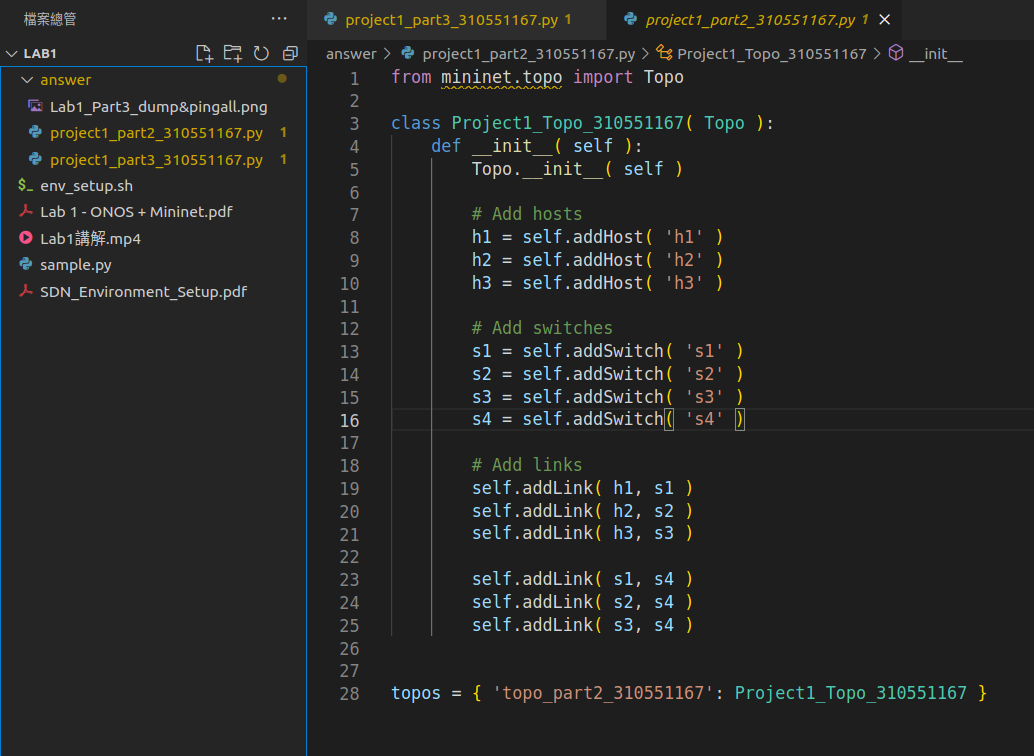 檔案總管
LAB1
answer
Lab1_Part3_dump&pingall.png
project1_part2_310551167.py 1
project1_part3_310551167.py 1
env_setup.sh
Lab 1 - ONOS + Mininet.pdf
Lab1講解.mp4
sample.py
SDN_Environment_Setup.pdf
project1_part3_310551167.py 1
project1_part2_310551167.py 1
answer > project1_part2_310551167.py > Project1_Topo_310551167 > __init__
1 from mininet.topo import Topo
2
3 class Project1_Topo_310551167( Topo ):
4     def __init__( self ):
5         Topo.__init__( self )
6
7         # Add hosts
8         h1 = self.addHost( 'h1' )
9         h2 = self.addHost( 'h2' )
10         h3 = self.addHost( 'h3' )
11
12         # Add switches
13         s1 = self.addSwitch( 's1' )
14         s2 = self.addSwitch( 's2' )
15         s3 = self.addSwitch( 's3' )
16         s4 = self.addSwitch( 's4' )
17
18         # Add links
19         self.addLink( h1, s1 )
20         self.addLink( h2, s2 )
21         self.addLink( h3, s3 )
22
23         self.addLink( s1, s4 )
24         self.addLink( s2, s4 )
25         self.addLink( s3, s4 )
26
27
28 topos = { 'topo_part2_310551167': Project1_Topo_310551167 }